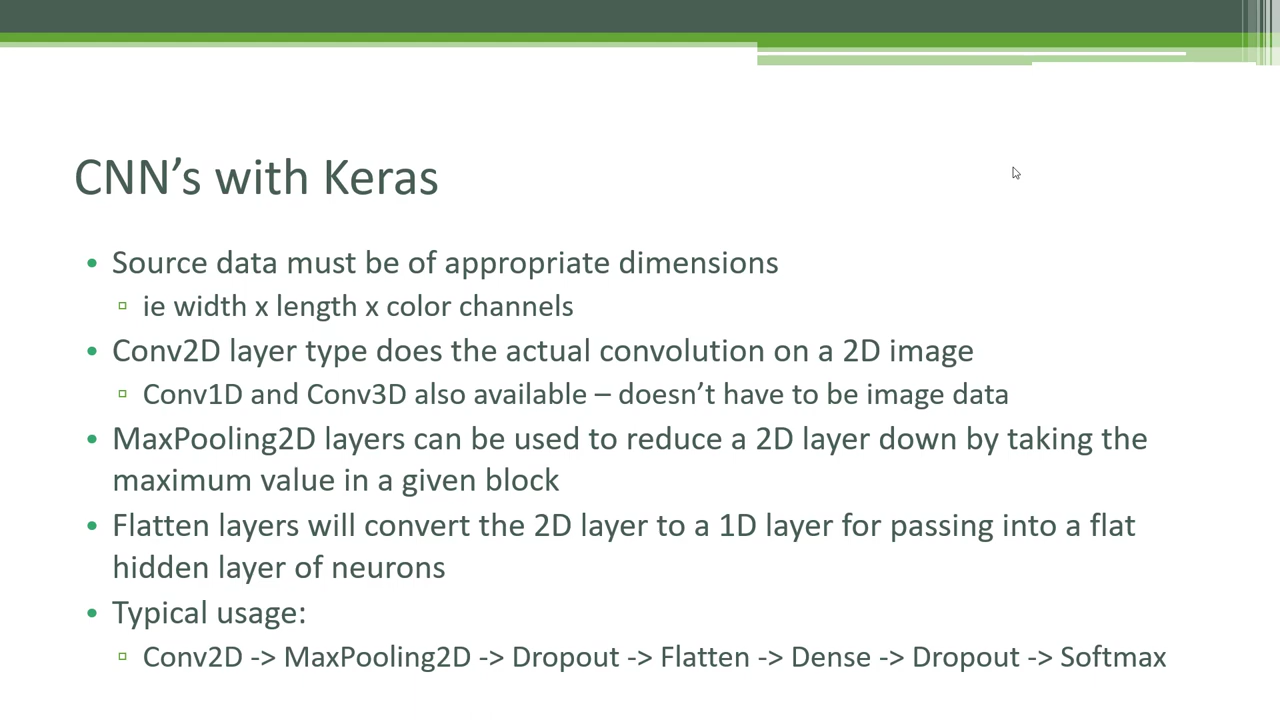 CNN’s with Keras
• Source data must be of appropriate dimensions
▫ ie width x length x color channels
• Conv2D layer type does the actual convolution on a 2D image
▫ Conv1D and Conv3D also available – doesn’t have to be image data
• MaxPooling2D layers can be used to reduce a 2D layer down by taking the
maximum value in a given block
• Flatten layers will convert the 2D layer to a 1D layer for passing into a flat
hidden layer of neurons
• Typical usage:
▫ Conv2D -> MaxPooling2D -> Dropout -> Flatten -> Dense -> Dropout -> Softmax